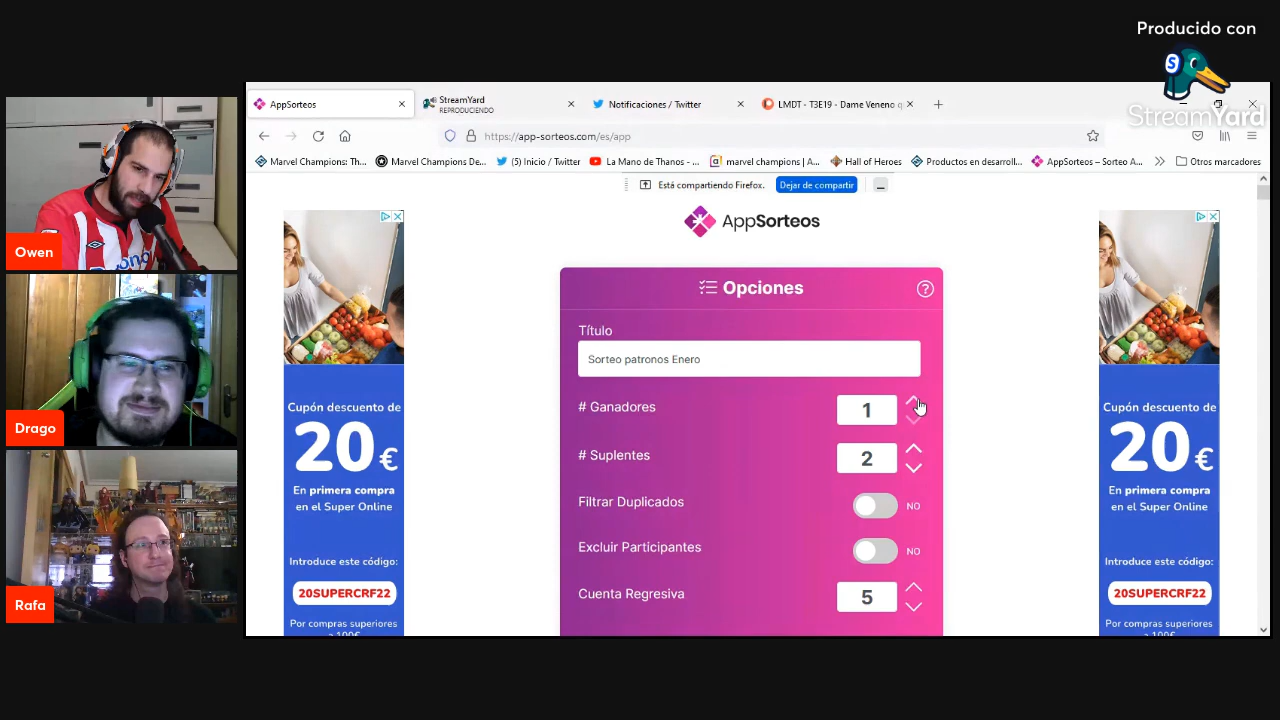 Producido con
S
StreamYard
Owen
Drago
Rafa
AppSorteos
StreamYard
REPRODUCIENDO
Notificaciones / Twitter
LMDT - T3E19 - Dame Veneno q
https://app-sorteos.com/es/app
Marvel Champions: Th...
Marvel Champions De...
(5) Inicio / Twitter
La Mano de Thanos - ...
marvel champions | A...
Hall of Heroes
Productos en desarroll...
AppSorteos – Sorteo A...
Otros marcadores
Está compartiendo Firefox.
Dejar de compartir
AppSorteos
Opciones
Título
Sorteo patronos Enero
# Ganadores
1
# Suplentes
2
Filtrar Duplicados
NO
Excluir Participantes
NO
Cuenta Regresiva
5
Cupón descuento de
20€
En primera compra
en el Super Online
Introduce este código:
20SUPERCRF22
Por compras superiores
a 100€
Cupón descuento de
20€
En primera compra
en el Super Online
Introduce este código:
20SUPERCRF22
Por compras superiores
a 100€